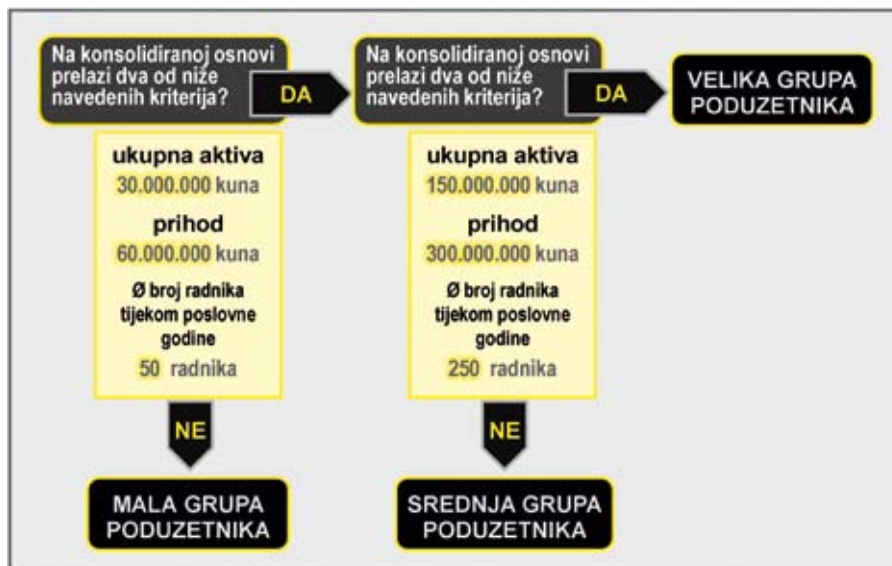 Na konsolidiranoj osnovi
prelazi dva od niže
navedenih kriterija?
DA
ukupna aktiva
30.000.000 kuna
prihod
60.000.000 kuna
Ø broj radnika
tijekom poslovne
godine
50 radnika
NE
MALA GRUPA
PODUZETNIKA
Na konsolidiranoj osnovi
prelazi dva od niže
navedenih kriterija?
DA
ukupna aktiva
150.000.000 kuna
prihod
300.000.000 kuna
Ø broj radnika
tijekom poslovne
godine
250 radnika
NE
SREDNJA GRUPA
PODUZETNIKA
VELIKA GRUPA
PODUZETNIKA